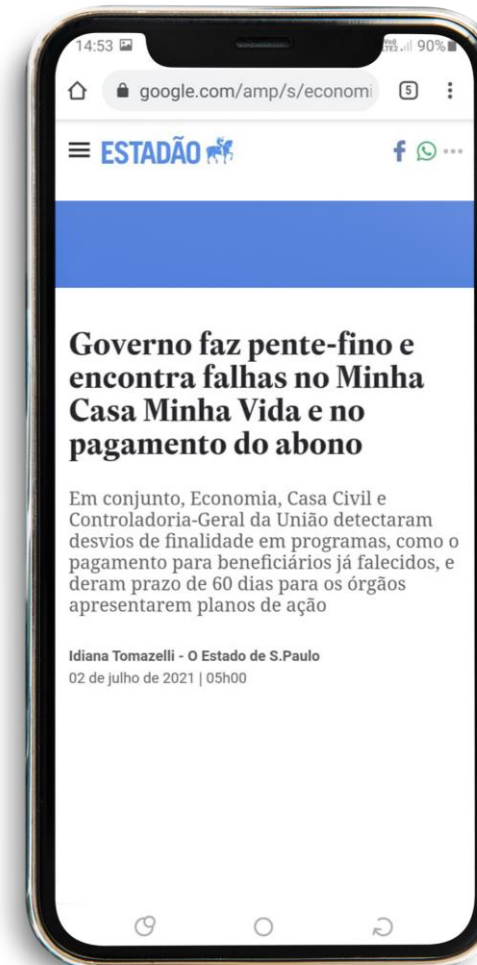 14:53
90%
google.com/amp/s/economi
5
ESTADÃO
Governo faz pente-fino e
encontra falhas no Minha
Casa Minha Vida e no
pagamento do abono
Em conjunto, Economia, Casa Civil e
Controladoria-Geral da União detectaram
desvios de finalidade em programas, como o
pagamento para beneficiários já falecidos, e
deram prazo de 60 dias para os órgãos
apresentarem planos de ação
Idiana Tomazelli - O Estado de S.Paulo
02 de julho de 2021 | 05h00